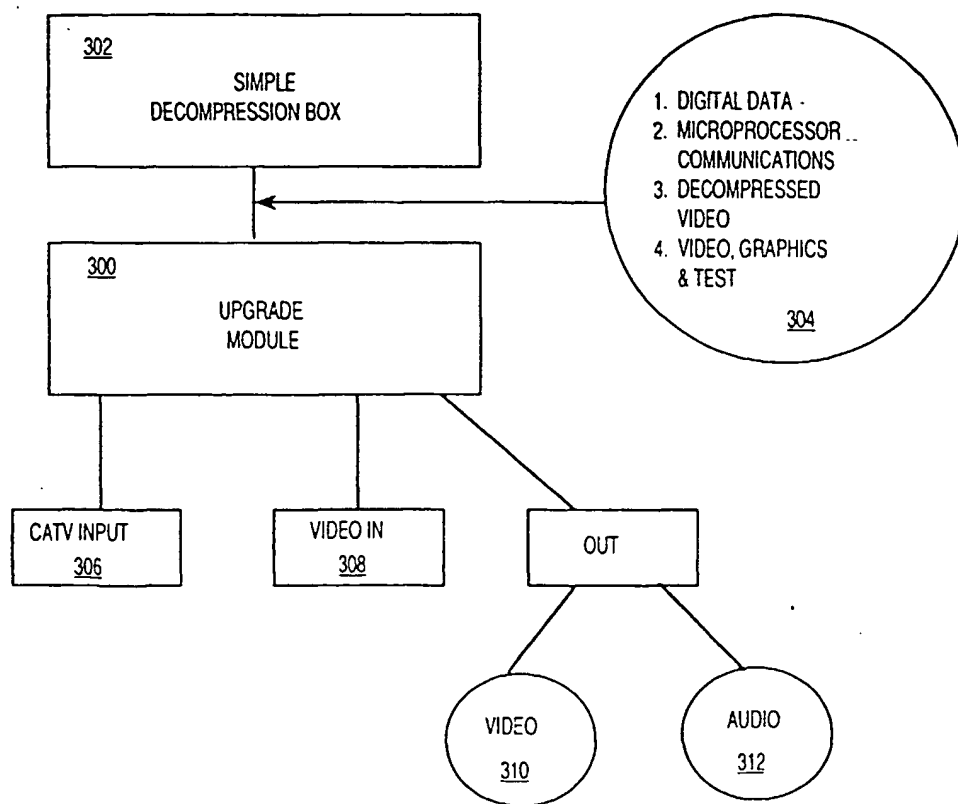 302
SIMPLE
DECOMPRESSION BOX
1. DIGITAL DATA -
2. MICROPROCESSOR
COMMUNICATIONS
3. DECOMPRESSED
VIDEO
4. VIDEO, GRAPHICS
& TEST
304
300
UPGRADE
MODULE
CATV INPUT
306
VIDEO IN
308
OUT
VIDEO
310
AUDIO
312